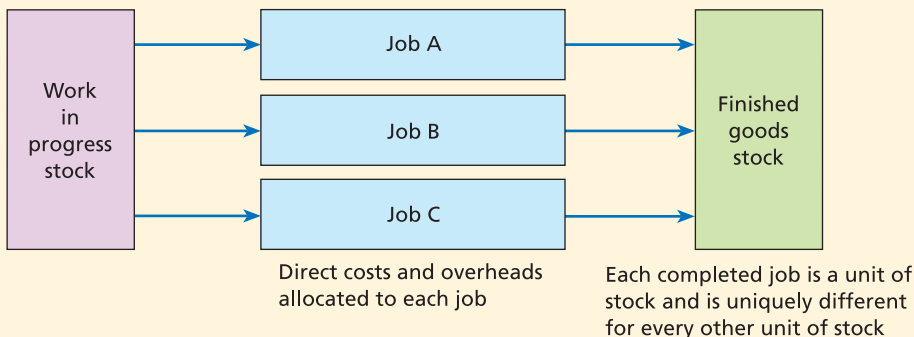 Work
in
progress
stock
Job A
Job B
Job C
Finished
goods
stock
Direct costs and overheads
allocated to each job
Each completed job is a unit of
stock and is uniquely different
for every other unit of stock